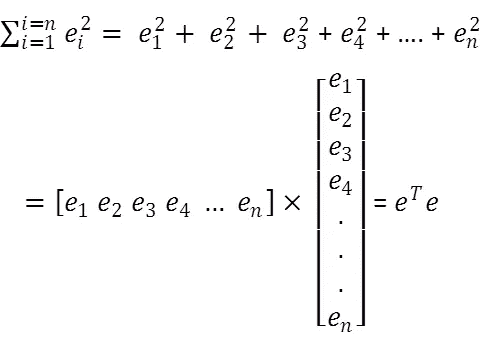 ∑_{i=1}^{i=n} e_i^2 = e_1^2 + e_2^2 + e_3^2 + e_4^2 + .... + e_n^2
= [e_1 e_2 e_3 e_4 ... e_n] × [e_1 e_2 e_3 e_4 . . . e_n] = e^T e